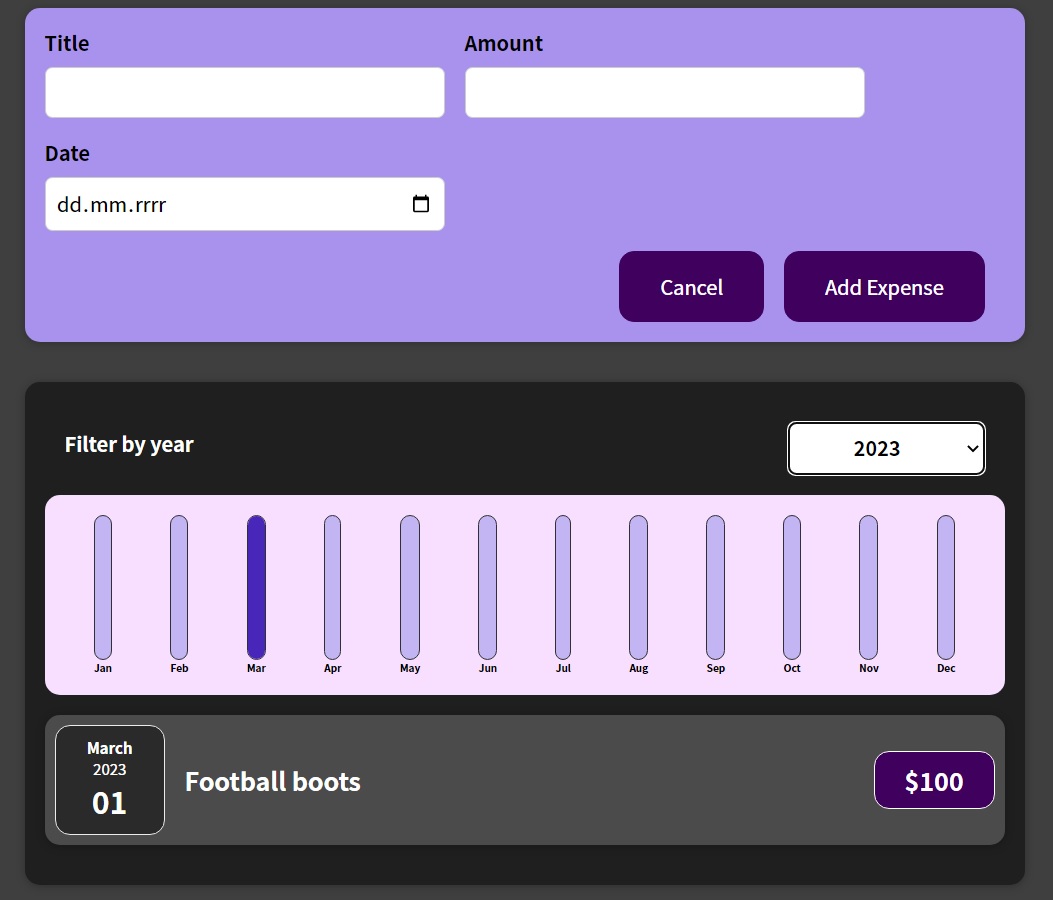 Title
Amount
Date
dd.mm.rrrr
Cancel
Add Expense
Filter by year
2023
Jan
Feb
Mar
Apr
May
Jun
Jul
Aug
Sep
Oct
Nov
Dec
March
2023
01
Football boots
$100